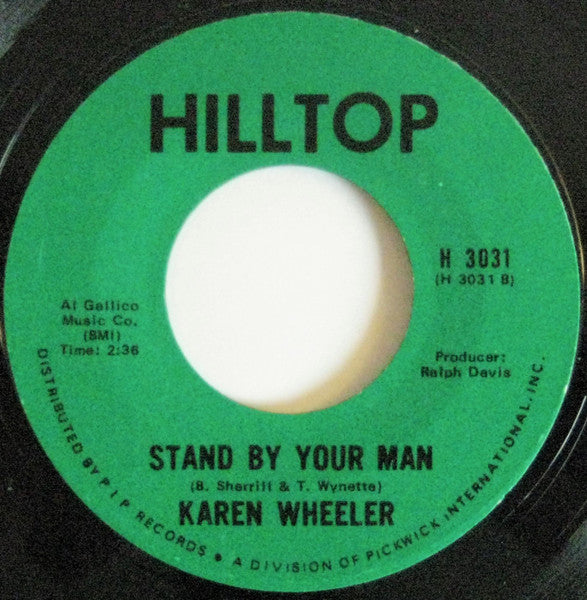 HILLTOP
H 3031
(H 3031 B)
Al Gallico
Music Co.
(BMI)
Time: 2:36
Producer:
Ralph Davis
STAND BY YOUR MAN
(B. Sherrill & T. Wynette)
KAREN WHEELER
DISTRIBUTED BY P I P RECORDS • A DIVISION OF PICKWICK INTERNATIONAL, INC.